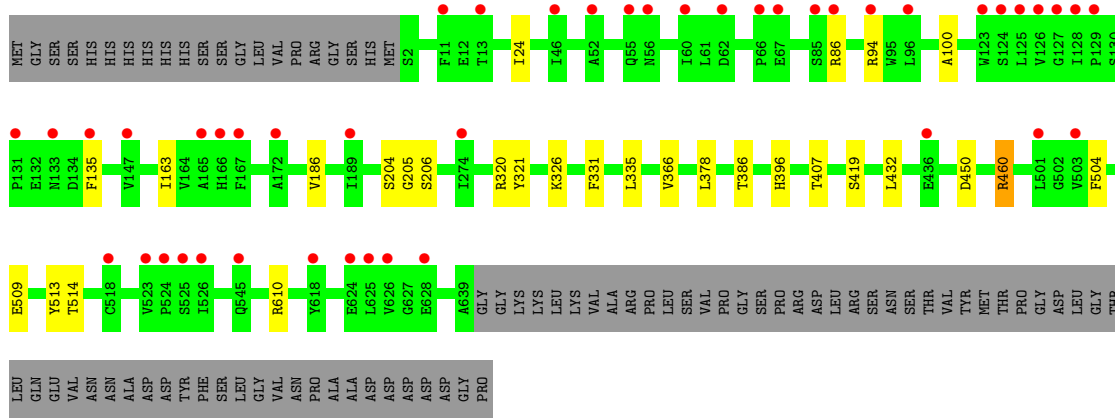 MET GLY SER SER HIS HIS HIS HIS HIS HIS SER SER GLY LEU VAL PRO ARG GLY SER HIS MET S2 F11 E12 T13 I24 I46 A52 Q55 N56 I60 L61 D62 P66 E67 S85 R86 R94 W95 L96 A100 W123 S124 L125 V126 G127 I128 P129 S130
P131 E132 N133 D134 F135 V147 I163 V164 A165 H166 F167 A172 V186 I189 S204 G205 S206 I274 R320 Y321 K326 F331 L335 V366 L378 T386 H396 T407 S419 L432 E436 D450 R460 L501 G502 V503 F504
E509 Y513 T514 C518 V523 P524 S525 I526 Q545 R610 Y618 E624 L625 V626 G627 E628 A639 GLY GLY LYS LYS LEU LYS VAL ALA ARG PRO LEU SER VAL PRO GLY SER PRO ARG ASP LEU ARG SER ASN SER THR VAL TYR MET THR PRO GLY ASP LEU GLY THR
LEU GLN GLU VAL ASN ASN ALA ASP ASP TYR PHE SER LEU GLY VAL ASN PRO ALA ALA ASP ASP ASP ASP ASP GLY PRO